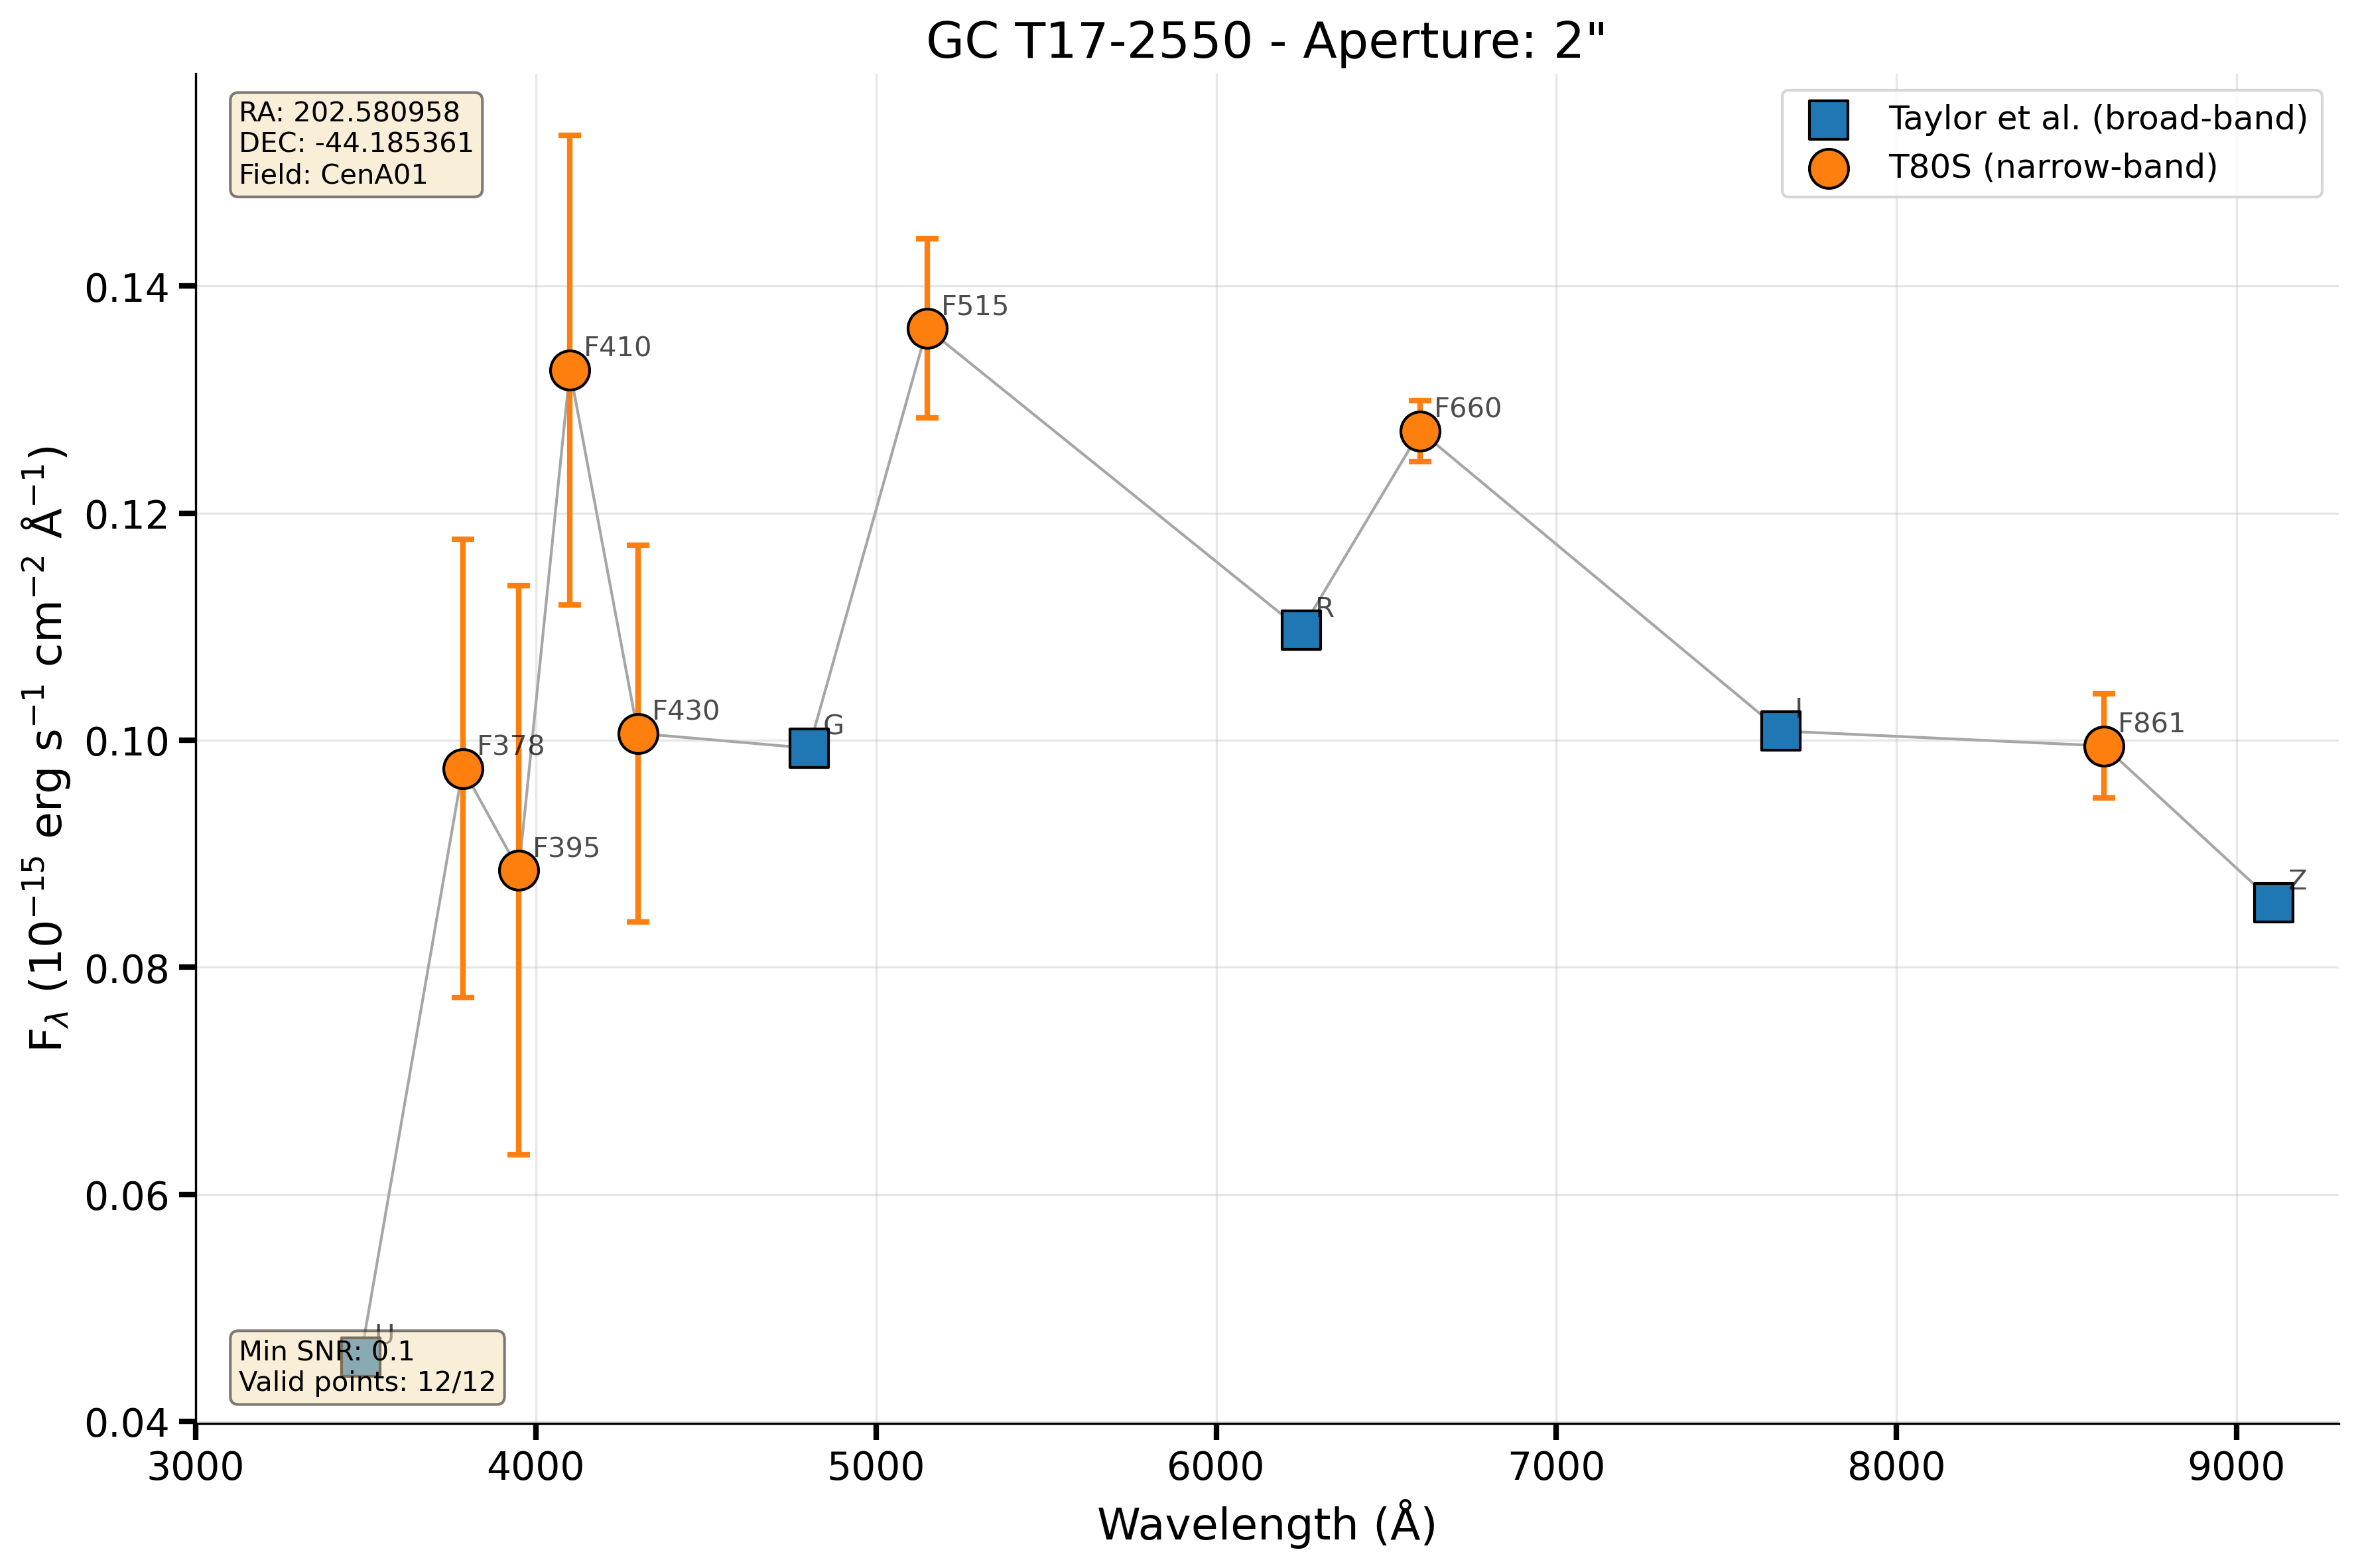 GC T17-2550 - Aperture: 2"
RA: 202.580958
DEC: -44.185361
Field: CenA01
Taylor et al. (broad-band)
T80S (narrow-band)
F515
F410
F660
R
F430
G
F378
I
F861
F395
Z
U
Min SNR: 0.1
Valid points: 12/12
0.14
0.12
0.10
0.08
0.06
0.04
F_λ (10⁻¹⁵ erg s⁻¹ cm⁻² Å⁻¹)
3000 4000 5000 6000 7000 8000 9000
Wavelength (Å)